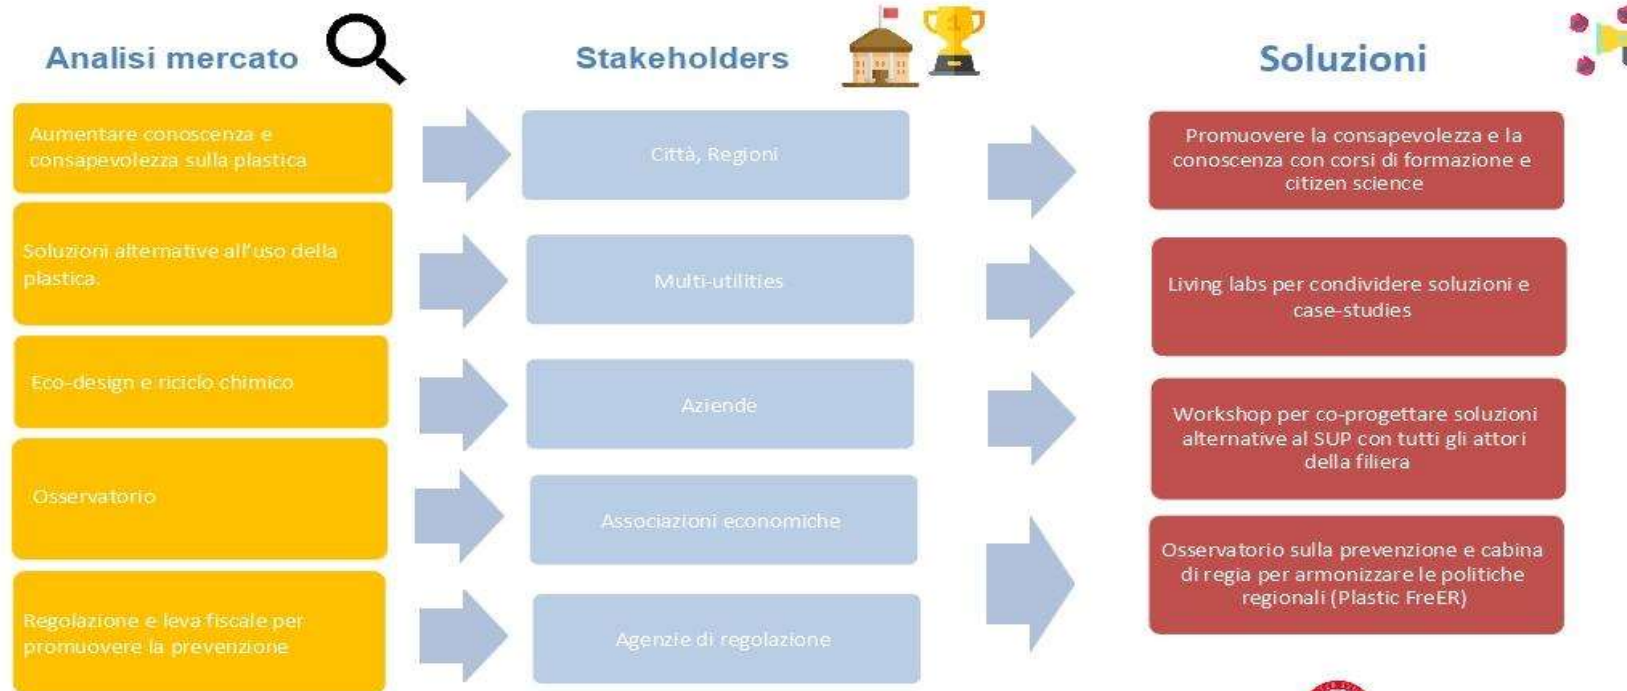 Analisi mercato
Stakeholders
1
Soluzioni
Aumentare conoscenza e
consapevolezza sulla plastica
Città, Regioni
Promuovere la consapevolezza e la
conoscenza con corsi di formazione e
citizen science
Soluzioni alternative all'uso della
plastica.
Multi-utilities
Living labs per condividere soluzioni e
case-studies
Eco-design e riciclo chimico
Aziende
Workshop per co-progettare soluzioni
alternative al SUP con tutti gli attori
della filiera
Osservatorio
Associazioni economiche
Osservatorio sulla prevenzione e cabina
di regia per armonizzare le politiche
regionali (Plastic FreER)
Regolazione e leva fiscale per
promuovere la prevenzione
Agenzie di regolazione